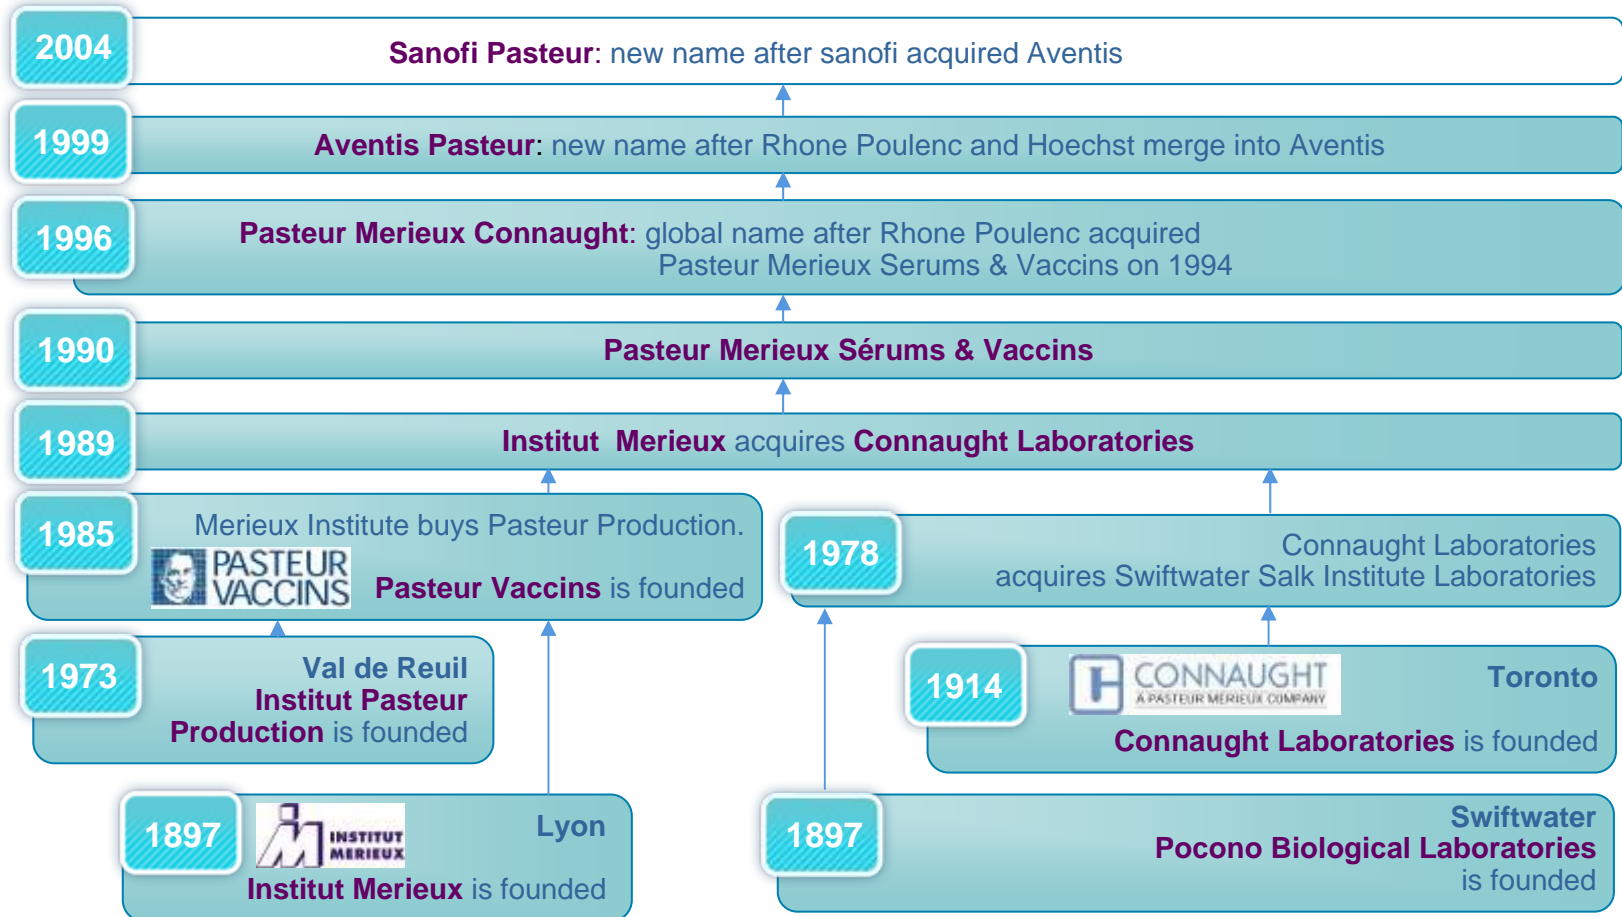 2004
Sanofi Pasteur: new name after sanofi acquired Aventis
1999
Aventis Pasteur: new name after Rhone Poulenc and Hoechst merge into Aventis
1996
Pasteur Merieux Connaught: global name after Rhone Poulenc acquired
Pasteur Merieux Serums & Vaccins on 1994
1990
Pasteur Merieux Sérums & Vaccins
1989
Institut Merieux acquires Connaught Laboratories
1985
Merieux Institute buys Pasteur Production.
PASTEUR
VACCINS
Pasteur Vaccins is founded
1978
Connaught Laboratories
acquires Swiftwater Salk Institute Laboratories
1973
Val de Reuil
Institut Pasteur
Production is founded
1914
CONNAUGHT
A PASTEUR MERIEUX COMPANY
Toronto
Connaught Laboratories is founded
1897
INSTITUT
MERIEUX
Lyon
Institut Merieux is founded
1897
Swiftwater
Pocono Biological Laboratories
is founded